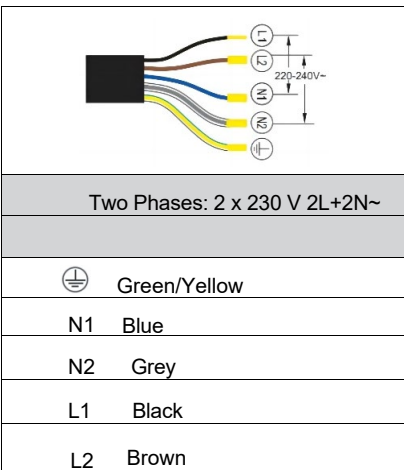 L1
L2
220-240V~
N1
N2
Two Phases: 2 x 230 V 2L+2N~
Green/Yellow
N1 Blue
N2 Grey
L1 Black
L2 Brown